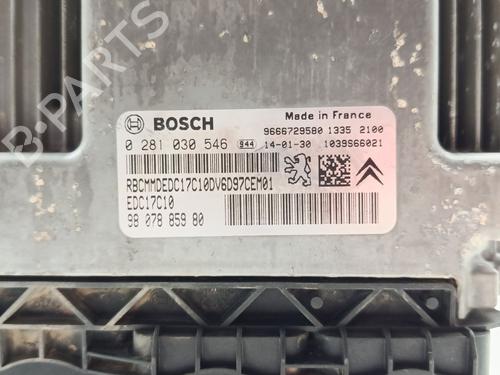 BOSCH
Made in France
9666729580 1335 2100
0 281 030 546 944 14-01-30 1039S66021
RBCMMDEDC17C10DV6D97CEM01
EDC17C10
98 078 859 80